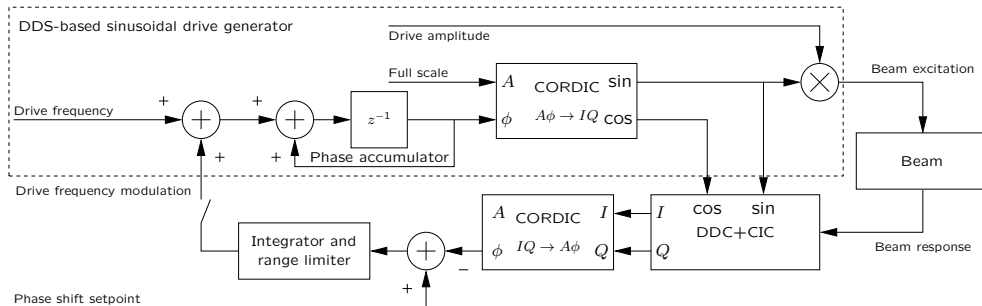 DDS-based sinusoidal drive generator
Drive amplitude
Full scale
A CORDIC sin
Beam excitation
+ + + + z⁻¹
Drive frequency
ϕ Aϕ → IQ cos
+ + Phase accumulator
Beam
Drive frequency modulation
cos sin
A CORDIC I I DDC+CIC
Integrator and
range limiter
+ − ϕ IQ → Aϕ Q Q
Beam response
+
Phase shift setpoint